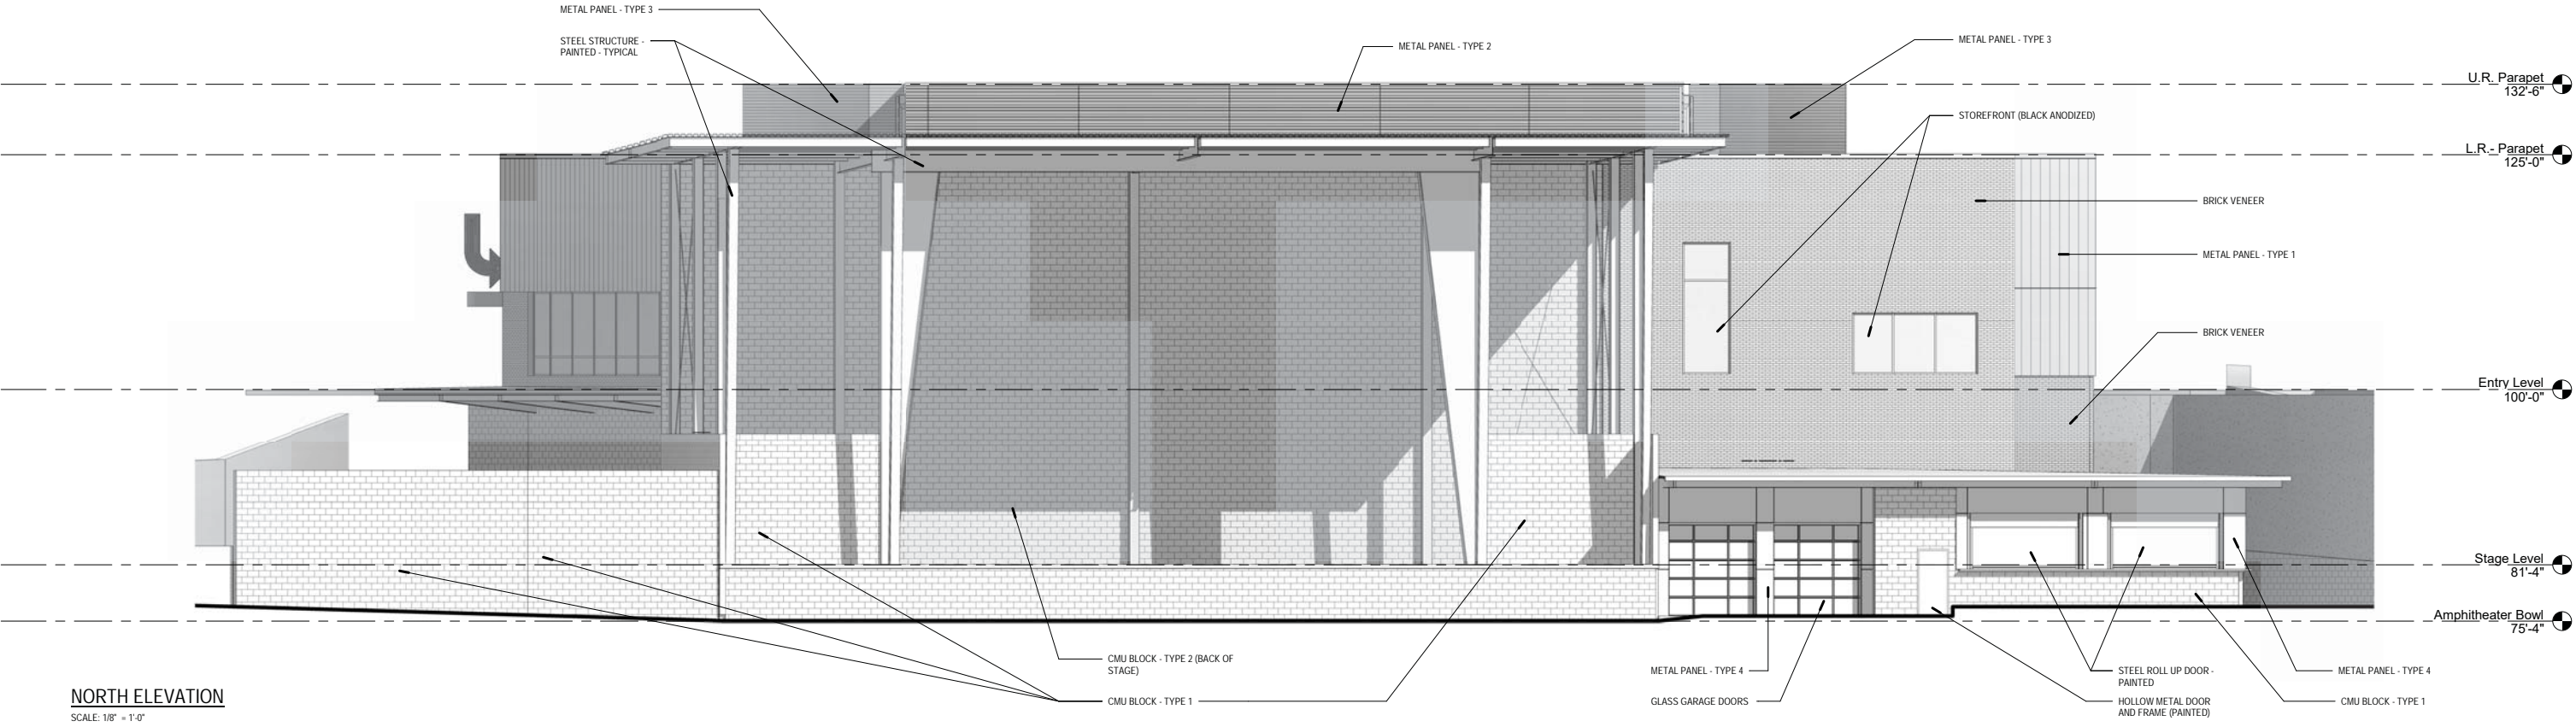 METAL PANEL - TYPE 3
STEEL STRUCTURE -
PAINTED - TYPICAL
METAL PANEL - TYPE 2
METAL PANEL - TYPE 3
U.R. Parapet
132'-6"
STOREFRONT (BLACK ANODIZED)
L.R.- Parapet
125'-0"
BRICK VENEER
METAL PANEL - TYPE 1
BRICK VENEER
Entry Level
100'-0"
Stage Level
81'-4"
Amphitheater Bowl
75'-4"
CMU BLOCK - TYPE 2 (BACK OF
STAGE)
CMU BLOCK - TYPE 1
METAL PANEL - TYPE 4
GLASS GARAGE DOORS
STEEL ROLL UP DOOR -
PAINTED
HOLLOW METAL DOOR
AND FRAME (PAINTED)
METAL PANEL - TYPE 4
CMU BLOCK - TYPE 1
NORTH ELEVATION
SCALE: 1/8" = 1'-0"